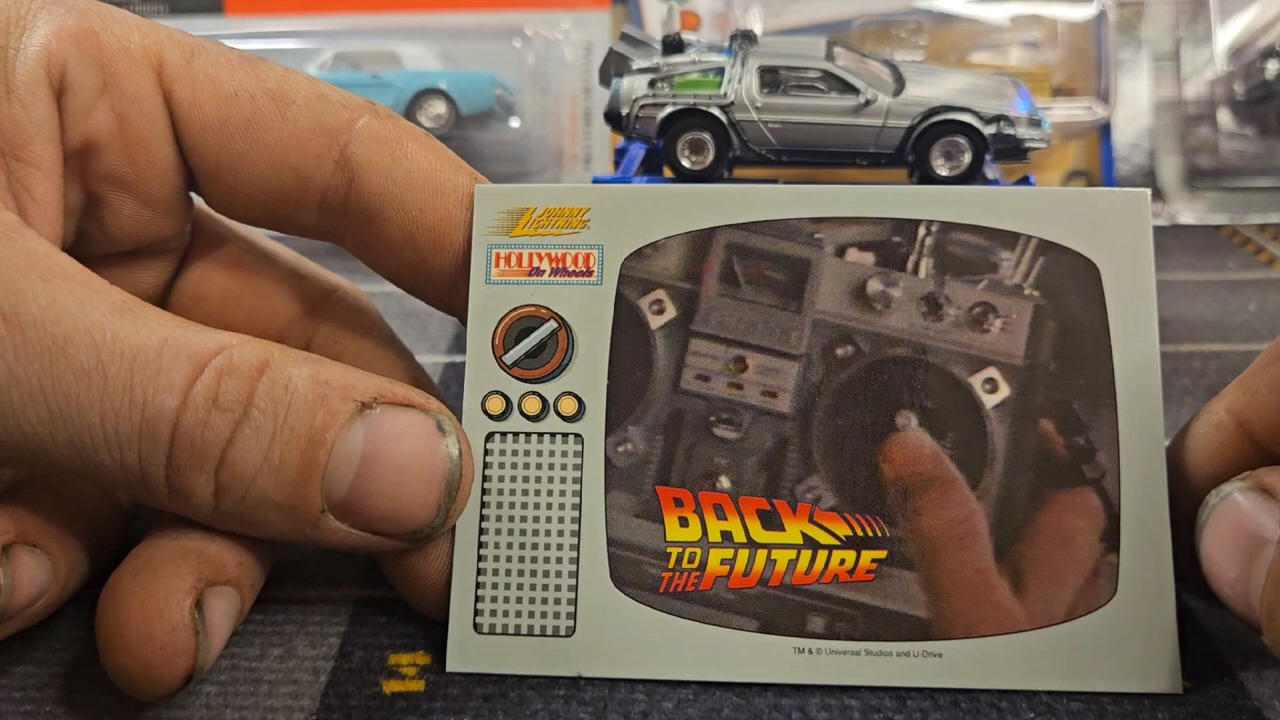 JOHNNY
LIGHTNING
HOLLYWOOD
On Wheels
BACK
TO
THE FUTURE
TM & © Universal Studios and U-Drive